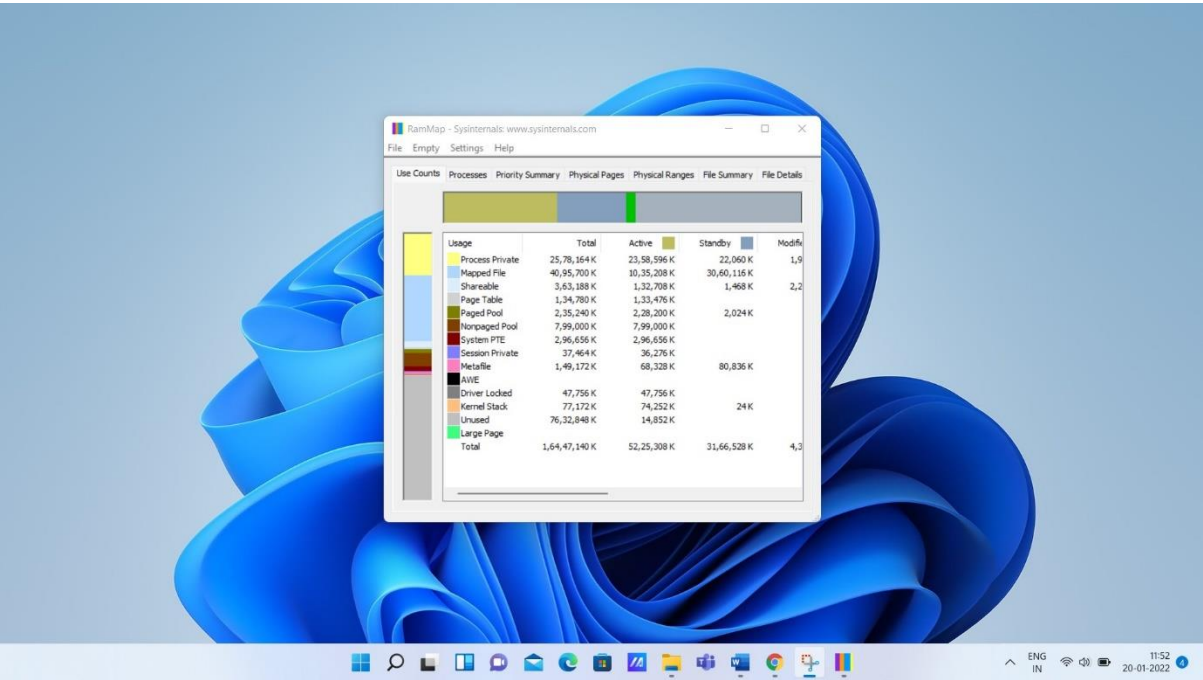 RamMap - Sysinternals: www.sysinternals.com
File Empty Settings Help
Use Counts Processes Priority Summary Physical Pages Physical Ranges File Summary File Details
Usage Total Active Standby Modifie
Process Private 25,78,164 K 23,58,596 K 22,060 K 1,9
Mapped File 40,95,700 K 10,35,208 K 30,60,116 K
Shareable 3,63,188 K 1,32,708 K 1,468 K 2,2
Page Table 1,34,780 K 1,33,476 K
Paged Pool 2,35,240 K 2,28,200 K 2,024 K
Nonpaged Pool 7,99,000 K 7,99,000 K
System PTE 2,96,656 K 2,96,656 K
Session Private 37,464 K 36,276 K
Metafile 1,49,172 K 68,328 K 80,836 K
AWE
Driver Locked 47,756 K 47,756 K
Kernel Stack 77,172 K 74,252 K 24 K
Unused 76,32,848 K 14,852 K
Large Page
Total 1,64,47,140 K 52,25,308 K 31,66,528 K 4,3
ENG 11:52
IN 20-01-2022 4